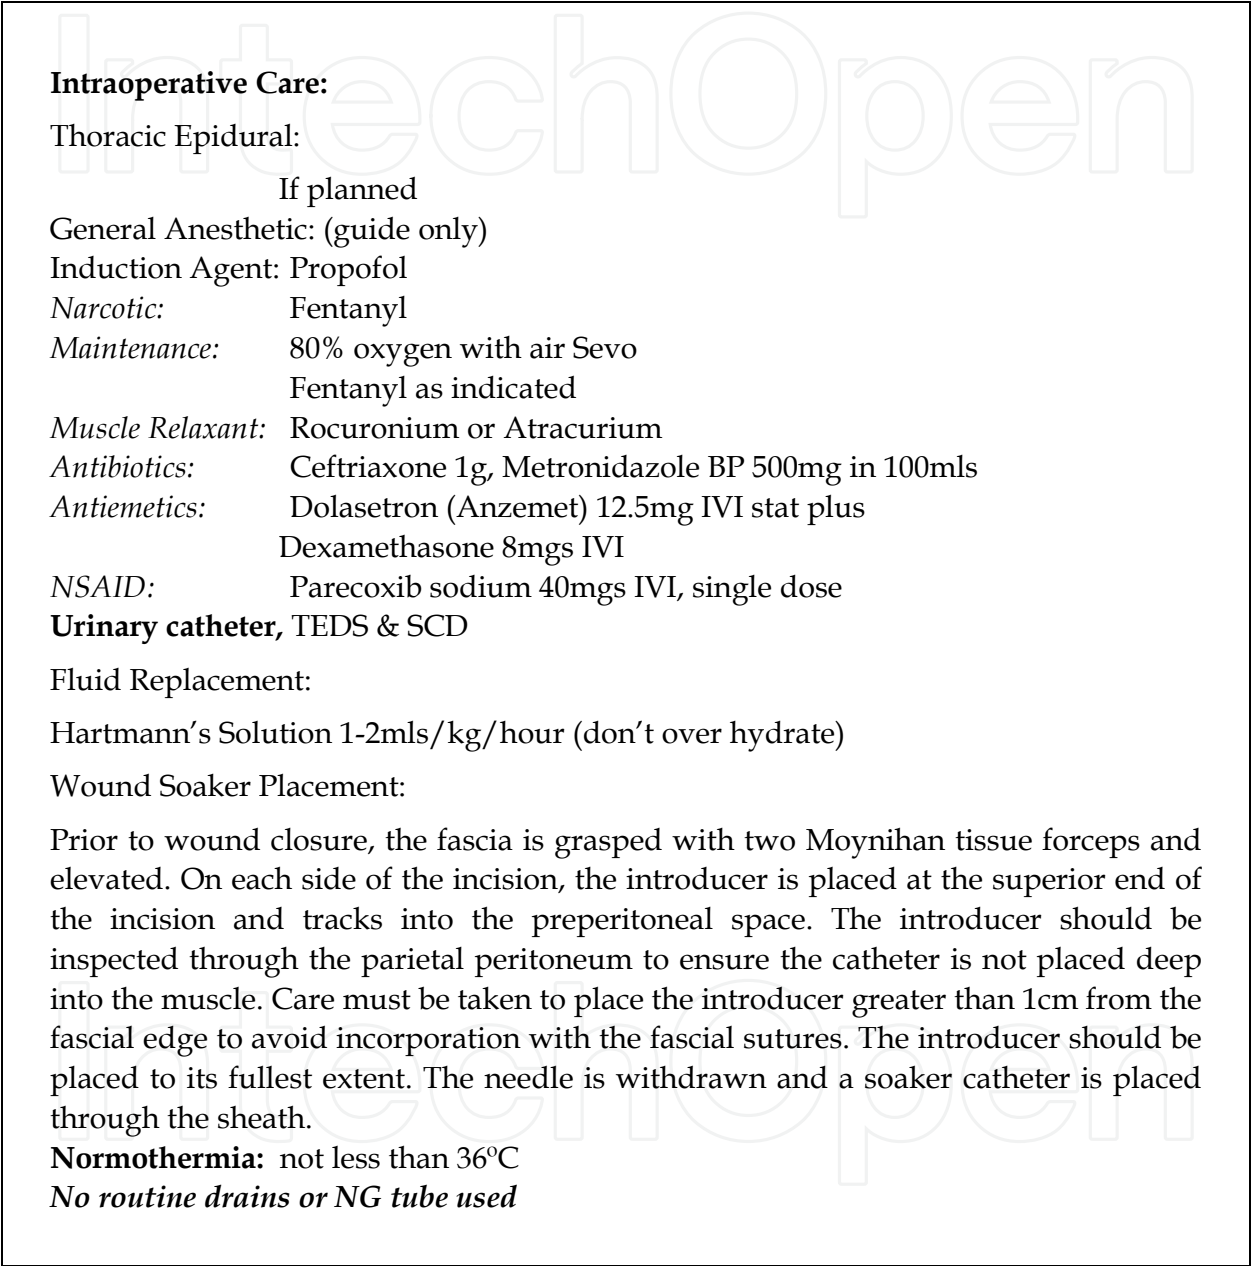 IntechOpen
Intraoperative Care:
Thoracic Epidural:
If planned
General Anesthetic: (guide only)
Induction Agent: Propofol
Narcotic: Fentanyl
Maintenance: 80% oxygen with air Sevo
Fentanyl as indicated
Muscle Relaxant: Rocuronium or Atracurium
Antibiotics: Ceftriaxone 1g, Metronidazole BP 500mg in 100mls
Antiemetics: Dolasetron (Anzemet) 12.5mg IVI stat plus
Dexamethasone 8mgs IVI
NSAID: Parecoxib sodium 40mgs IVI, single dose
Urinary catheter, TEDS & SCD
Fluid Replacement:
Hartmann’s Solution 1-2mls/kg/hour (don’t over hydrate)
Wound Soaker Placement:
Prior to wound closure, the fascia is grasped with two Moynihan tissue forceps and
elevated. On each side of the incision, the introducer is placed at the superior end of
the incision and tracks into the preperitoneal space. The introducer should be
inspected through the parietal peritoneum to ensure the catheter is not placed deep
into the muscle. Care must be taken to place the introducer greater than 1cm from the
fascial edge to avoid incorporation with the fascial sutures. The introducer should be
placed to its fullest extent. The needle is withdrawn and a soaker catheter is placed
through the sheath.
IntechOpen
Normothermia: not less than 36ºC
No routine drains or NG tube used